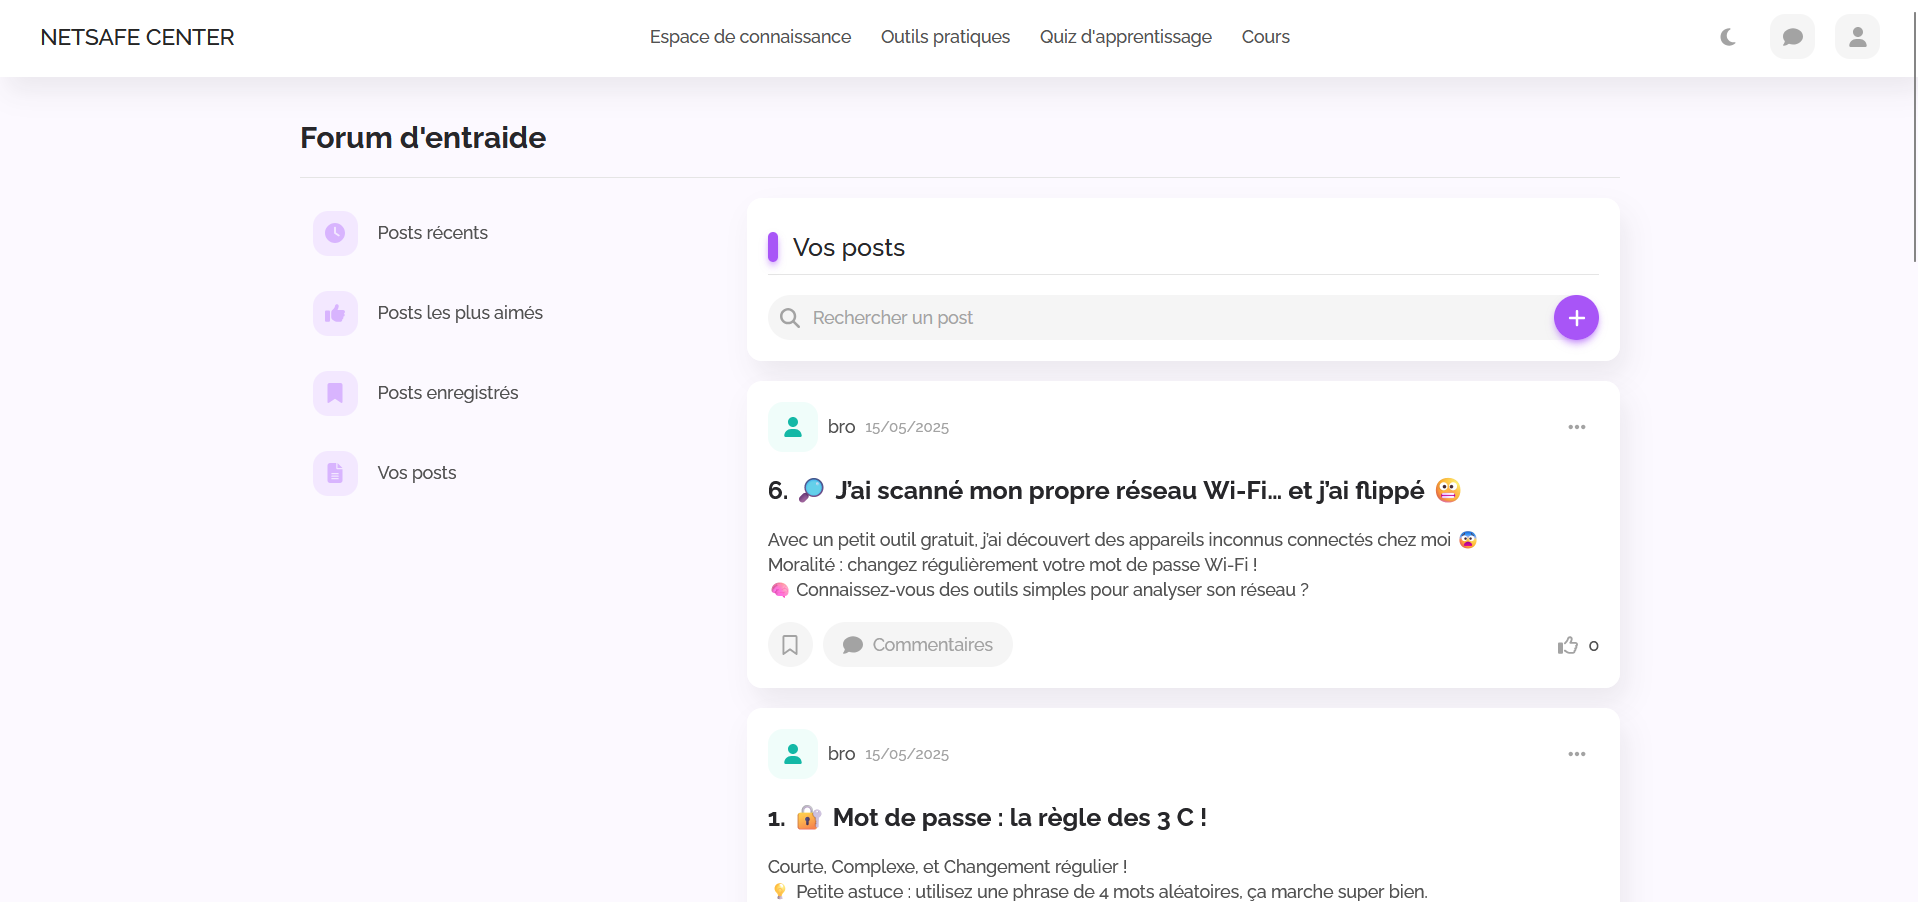 NETSAFE CENTER
Espace de connaissance
Outils pratiques
Quiz d'apprentissage
Cours
Forum d'entraide
Posts récents
Posts les plus aimés
Posts enregistrés
Vos posts
Vos posts
Rechercher un post
bro 15/05/2025
6. 🔎 J’ai scanné mon propre réseau Wi-Fi… et j’ai flippé 😬
Avec un petit outil gratuit, j’ai découvert des appareils inconnus connectés chez moi 😨
Moralité : changez régulièrement votre mot de passe Wi-Fi !
🧠 Connaissez-vous des outils simples pour analyser son réseau ?
Commentaires
0
bro 15/05/2025
1. 🔐 Mot de passe : la règle des 3 C !
Courte, Complexe, et Changement régulier !
💡 Petite astuce : utilisez une phrase de 4 mots aléatoires, ça marche super bien.